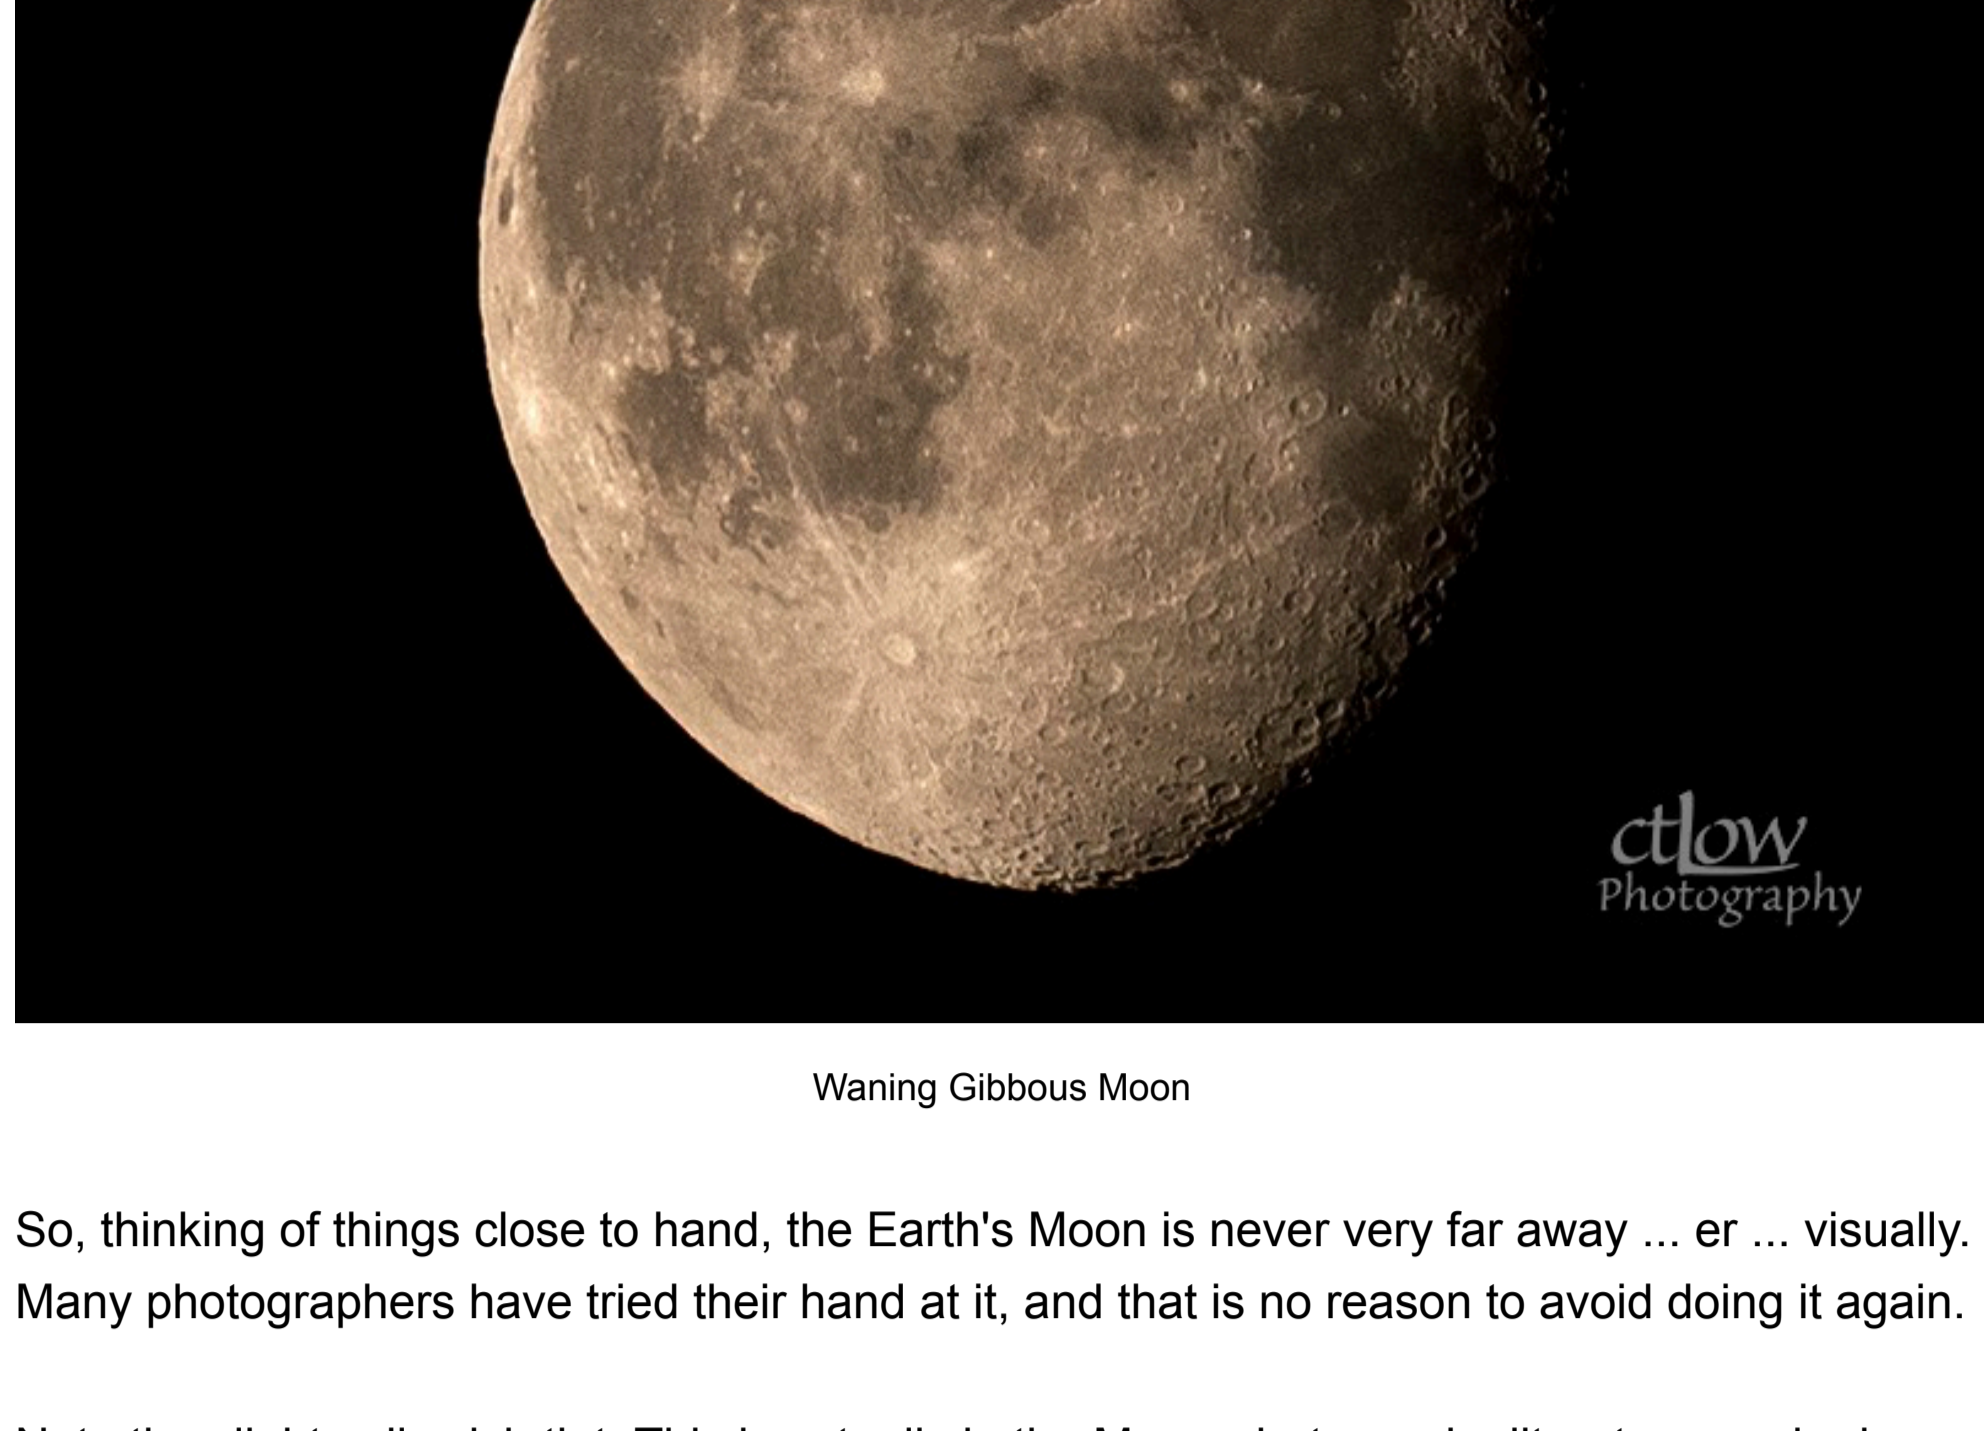 ctLow
Photography
Waning Gibbous Moon
So, thinking of things close to hand, the Earth's Moon is never very far away ... er ... visually.
Many photographers have tried their hand at it, and that is no reason to avoid doing it again.